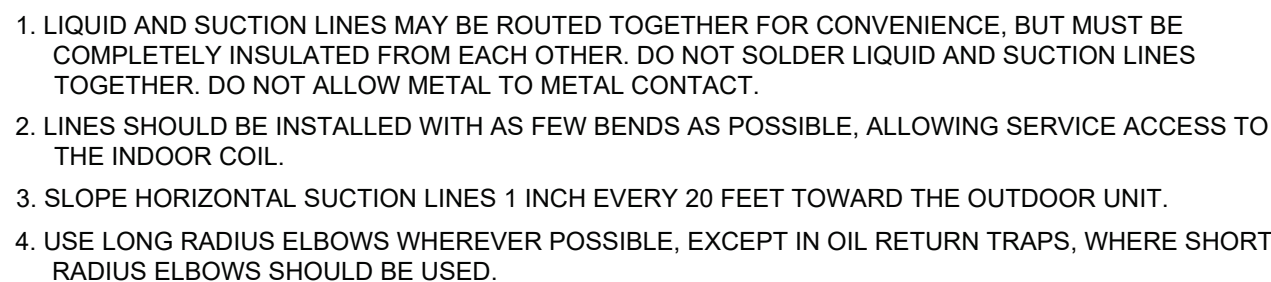 1. LIQUID AND SUCTION LINES MAY BE ROUTED TOGETHER FOR CONVENIENCE, BUT MUST BE
COMPLETELY INSULATED FROM EACH OTHER. DO NOT SOLDER LIQUID AND SUCTION LINES
TOGETHER. DO NOT ALLOW METAL TO METAL CONTACT.
2. LINES SHOULD BE INSTALLED WITH AS FEW BENDS AS POSSIBLE, ALLOWING SERVICE ACCESS TO
THE INDOOR COIL.
3. SLOPE HORIZONTAL SUCTION LINES 1 INCH EVERY 20 FEET TOWARD THE OUTDOOR UNIT.
4. USE LONG RADIUS ELBOWS WHEREVER POSSIBLE, EXCEPT IN OIL RETURN TRAPS, WHERE SHORT
RADIUS ELBOWS SHOULD BE USED.